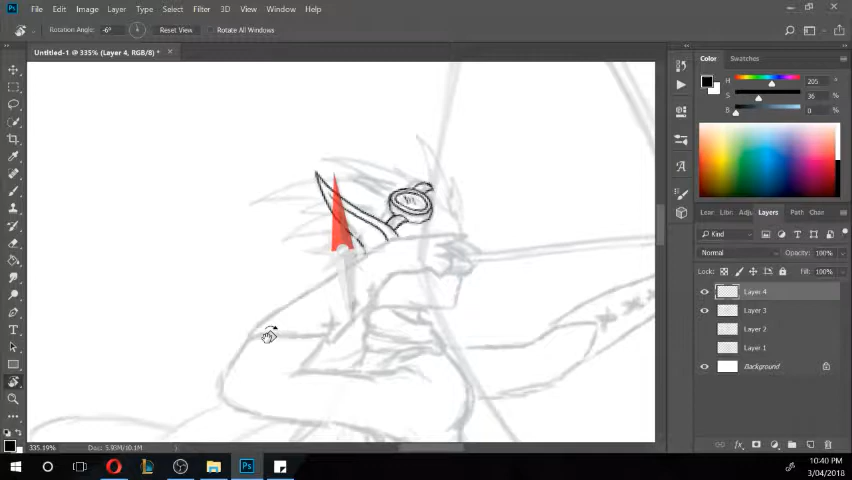 Ps File Edit Image Layer Type Select Filter 3D View Window Help
Rotation Angle: -6° Reset View Rotate All Windows
Untitled-1 @ 335% (Layer 4, RGB/8) * ×
Color Swatches
H 205 °
S 36 %
B 0 %
Lear Libr Adju Layers Path Chan
Kind
Normal Opacity: 100%
Lock: Fill: 100%
Layer 4
Layer 3
Layer 2
Layer 1
Background
335.19% Doc: 5.93M/10.1M
Ps 10:40 PM
3/04/2018